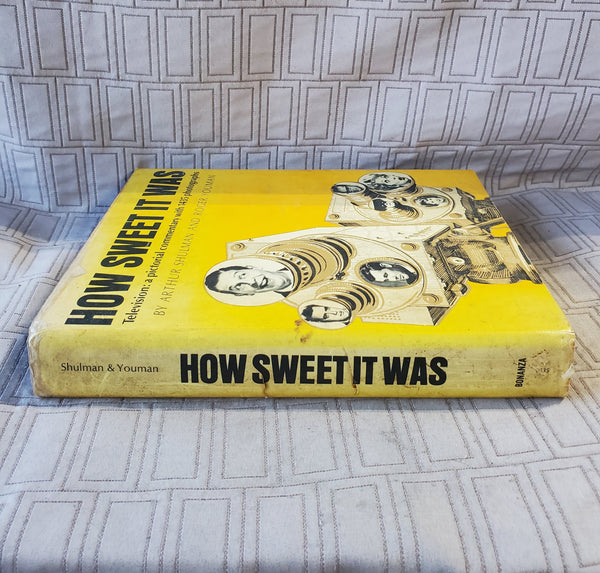 HOW SWEET IT WAS
Television: a pictorial commentary with 1435 photographs
BY ARTHUR SHULMAN AND ROGER YOUMAN
Shulman & Youman
HOW SWEET IT WAS
BONANZA